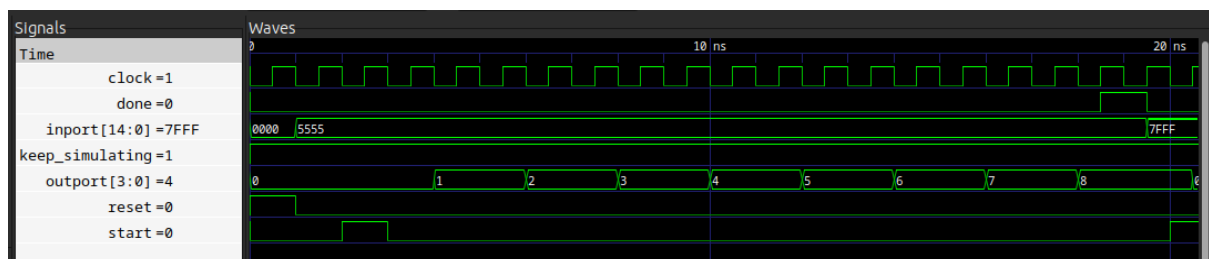 Signals Waves
Time 0 10 ns 20 ns
clock =1
done =0
inport[14:0] =7FFF 0000 5555 7FFF
keep_simulating =1
outport[3:0] =4 0 1 2 3 4 5 6 7 8
reset =0
start =0